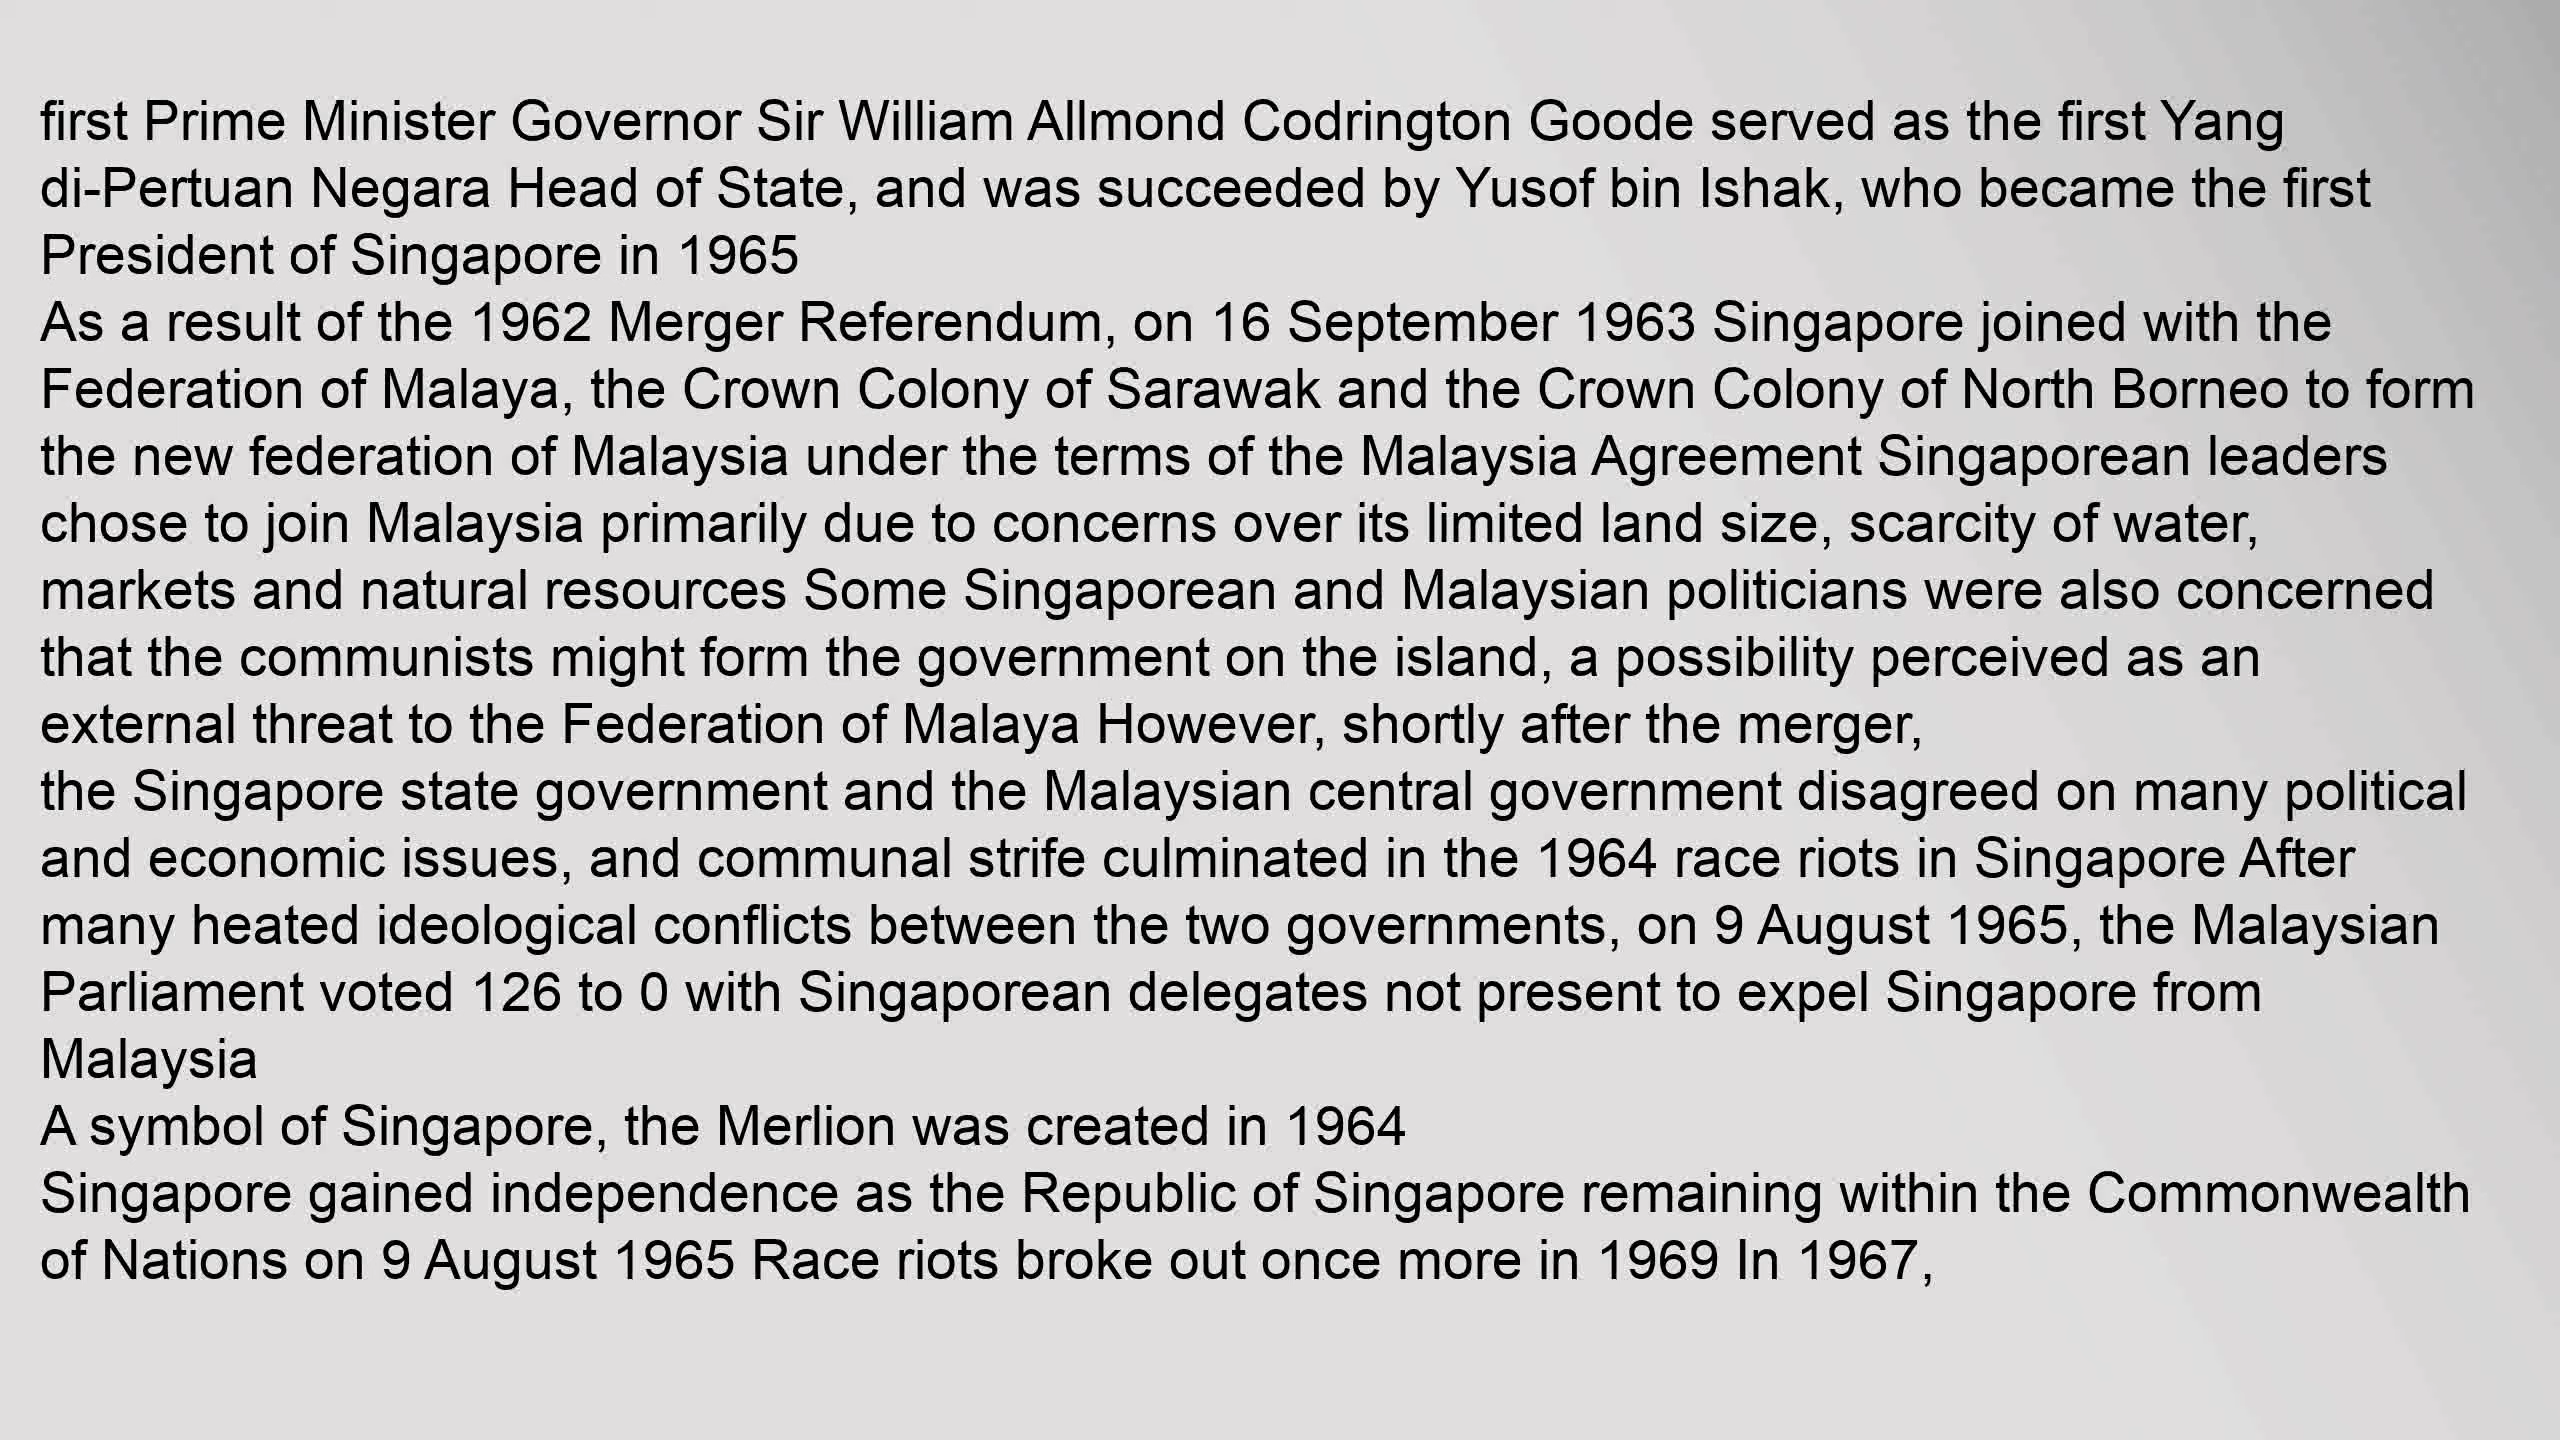 first Prime Minister Governor Sir William Allmond Codrington Goode served as the first Yang
di-Pertuan Negara Head of State, and was succeeded by Yusof bin Ishak, who became the first
President of Singapore in 1965
As a result of the 1962 Merger Referendum, on 16 September 1963 Singapore joined with the
Federation of Malaya, the Crown Colony of Sarawak and the Crown Colony of North Borneo to form
the new federation of Malaysia under the terms of the Malaysia Agreement Singaporean leaders
chose to join Malaysia primarily due to concerns over its limited land size, scarcity of water,
markets and natural resources Some Singaporean and Malaysian politicians were also concerned
that the communists might form the government on the island, a possibility perceived as an
external threat to the Federation of Malaya However, shortly after the merger,
the Singapore state government and the Malaysian central government disagreed on many political
and economic issues, and communal strife culminated in the 1964 race riots in Singapore After
many heated ideological conflicts between the two governments, on 9 August 1965, the Malaysian
Parliament voted 126 to 0 with Singaporean delegates not present to expel Singapore from
Malaysia
A symbol of Singapore, the Merlion was created in 1964
Singapore gained independence as the Republic of Singapore remaining within the Commonwealth
of Nations on 9 August 1965 Race riots broke out once more in 1969 In 1967,